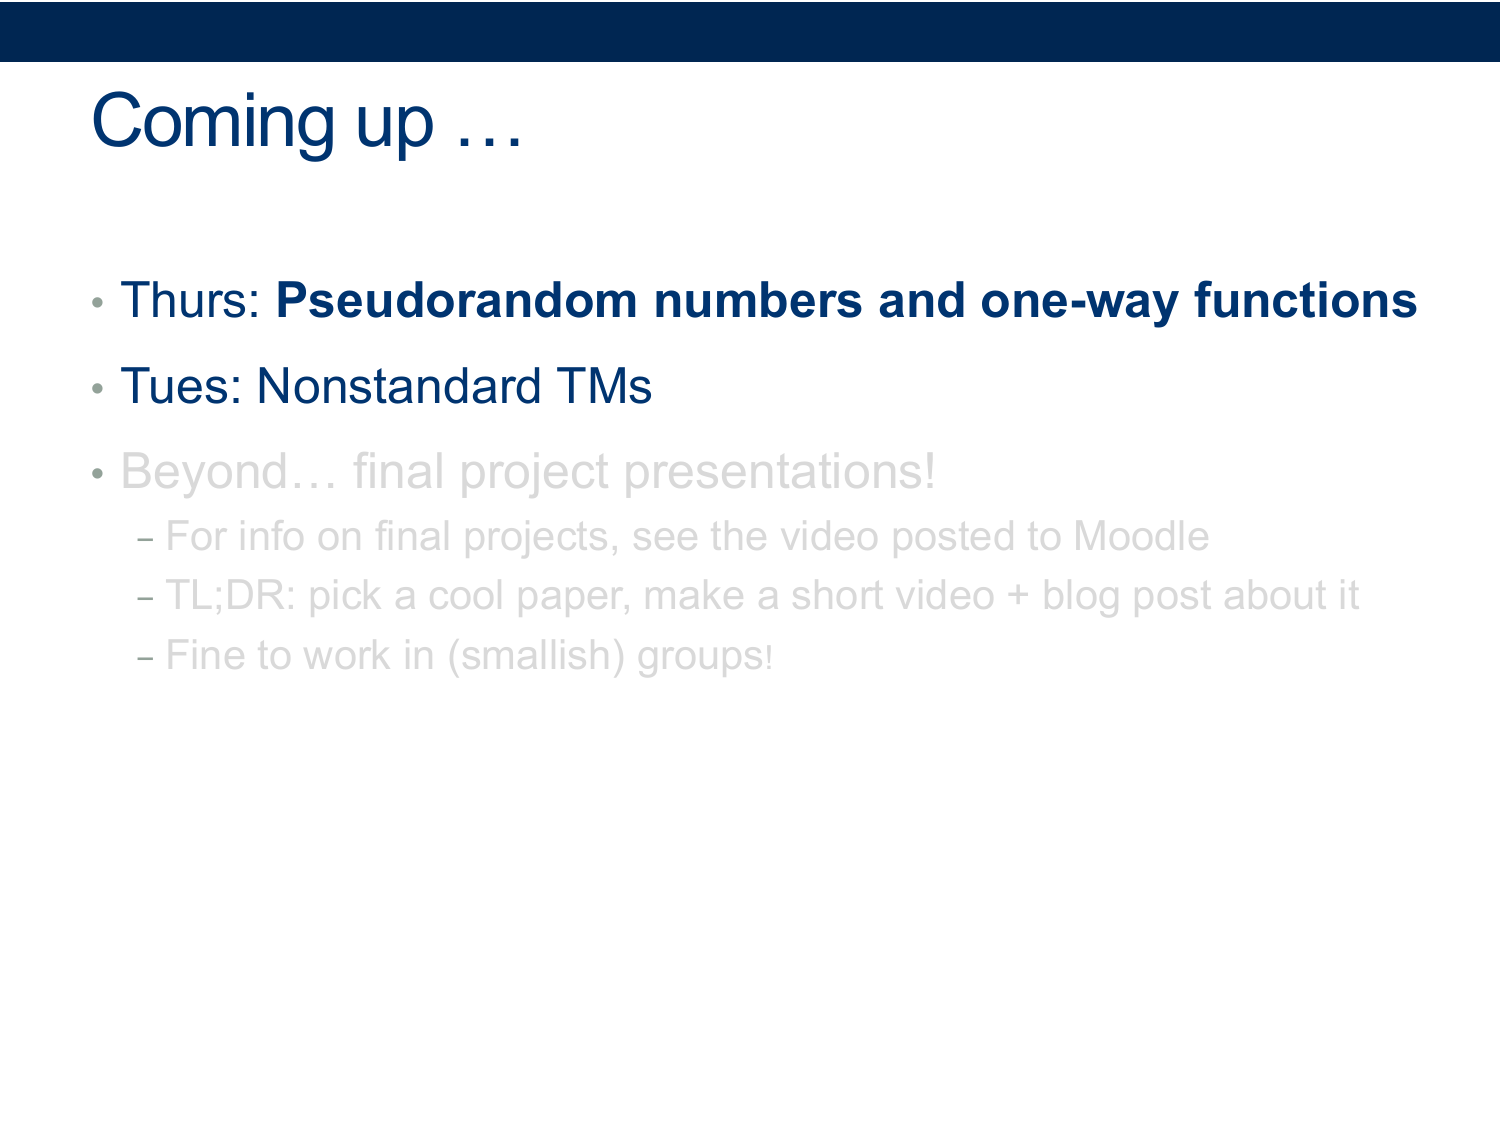 Coming up …
• Thurs: Pseudorandom numbers and one-way functions
• Tues: Nonstandard TMs
• Beyond… final project presentations!
– For info on final projects, see the video posted to Moodle
– TL;DR: pick a cool paper, make a short video + blog post about it
– Fine to work in (smallish) groups!